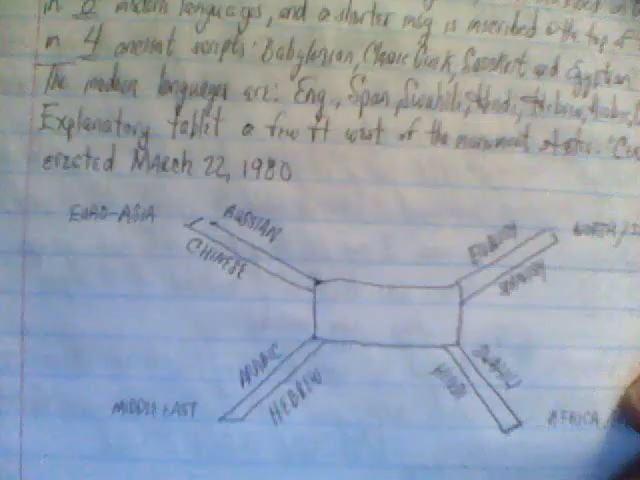 in 8 modern languages, and a shorter msg is inscribed at the top of
in 4 ancient scripts: Babylonian, Classic Greek, Sanskrit and Egyptian
The modern languages are: Eng., Span, Swahili, Hindi, Hebrew,
Explanatory tablet a few ft west of the monument states:
erected MARCH 22, 1980
EURO-ASIA
RUSSIAN
CHINESE
ENGLISH
SPANISH
ARABIC
HEBREW
SWAHILI
HINDI
MIDDLE EAST
AFRICA